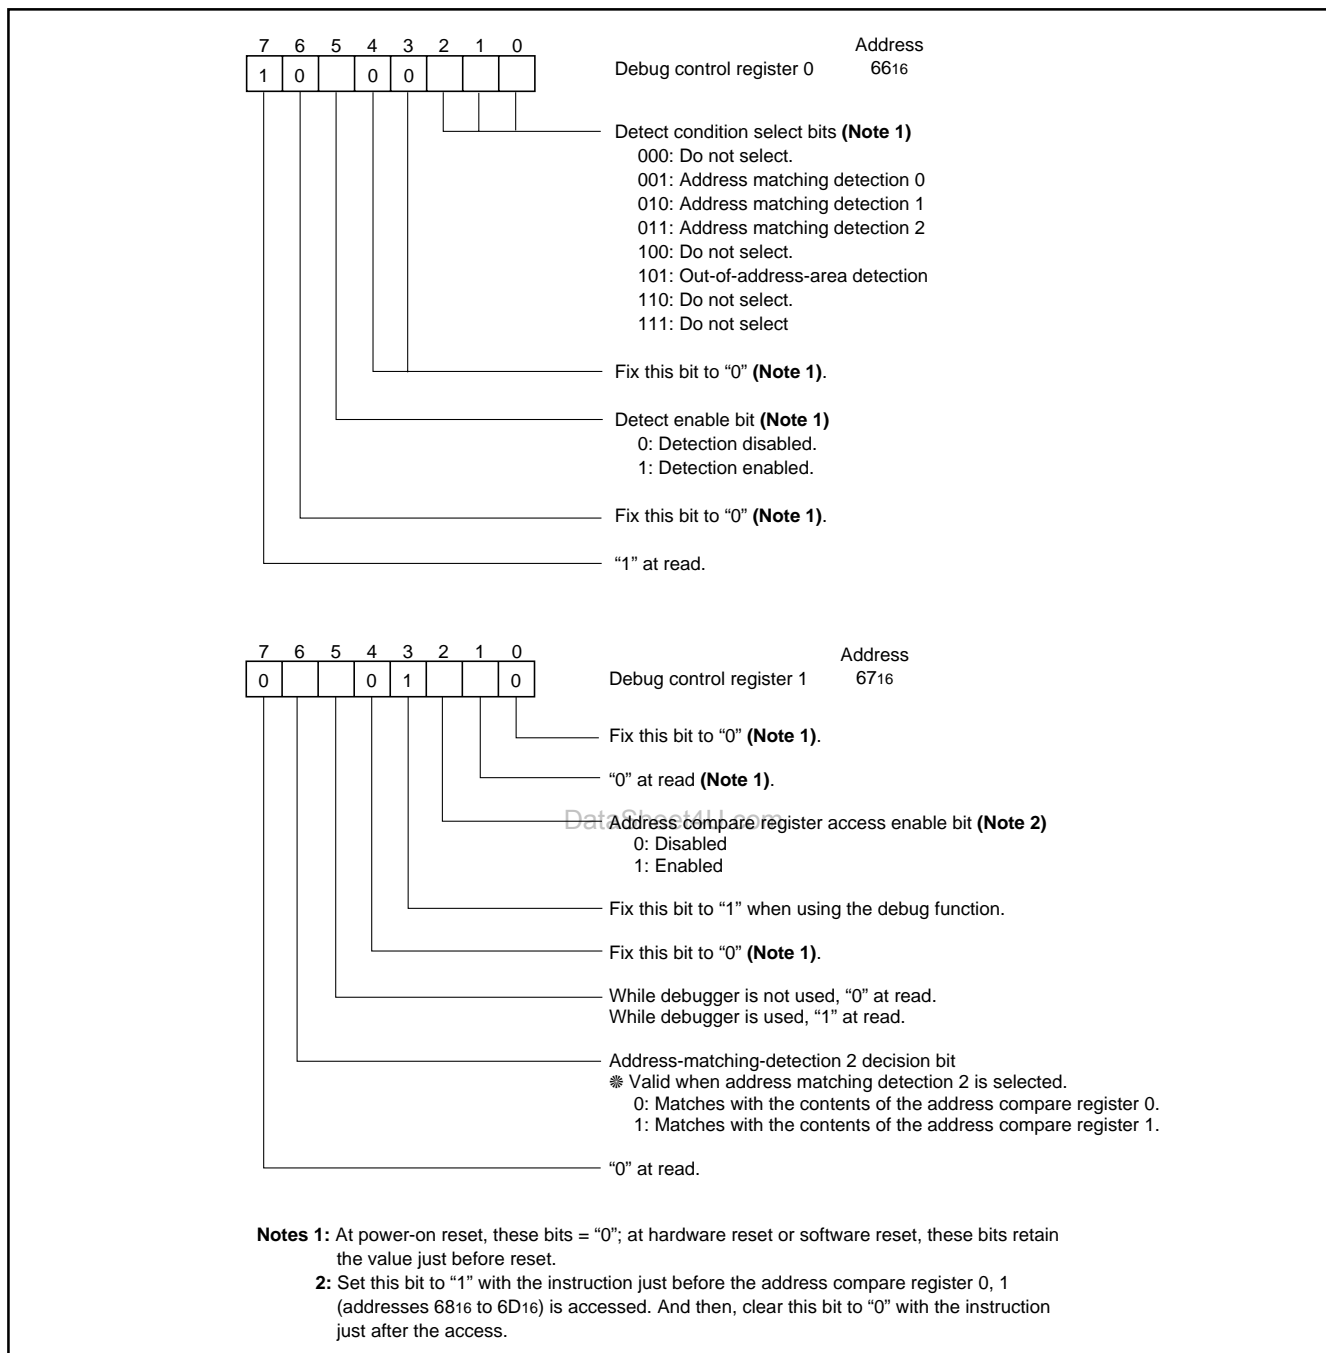 7 6 5 4 3 2 1 0
Address
1 0 0 0
Debug control register 0
6616
Detect condition select bits (Note 1)
000: Do not select.
001: Address matching detection 0
010: Address matching detection 1
011: Address matching detection 2
100: Do not select.
101: Out-of-address-area detection
110: Do not select.
111: Do not select
Fix this bit to “0” (Note 1).
Detect enable bit (Note 1)
0: Detection disabled.
1: Detection enabled.
Fix this bit to “0” (Note 1).
“1” at read.
7 6 5 4 3 2 1 0
Address
0 0 1 0
Debug control register 1
6716
Fix this bit to “0” (Note 1).
“0” at read (Note 1).
DataSheet4U.com
Address compare register access enable bit (Note 2)
0: Disabled
1: Enabled
Fix this bit to “1” when using the debug function.
Fix this bit to “0” (Note 1).
While debugger is not used, “0” at read.
While debugger is used, “1” at read.
Address-matching-detection 2 decision bit
❋ Valid when address matching detection 2 is selected.
0: Matches with the contents of the address compare register 0.
1: Matches with the contents of the address compare register 1.
“0” at read.
Notes 1: At power-on reset, these bits = “0”; at hardware reset or software reset, these bits retain
the value just before reset.
2: Set this bit to “1” with the instruction just before the address compare register 0, 1
(addresses 6816 to 6D16) is accessed. And then, clear this bit to “0” with the instruction
just after the access.